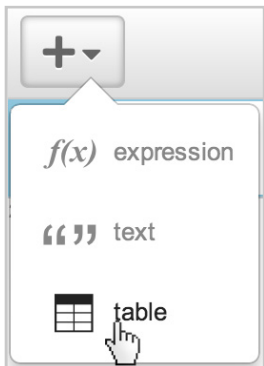 f(x) expression
“ ” text
table